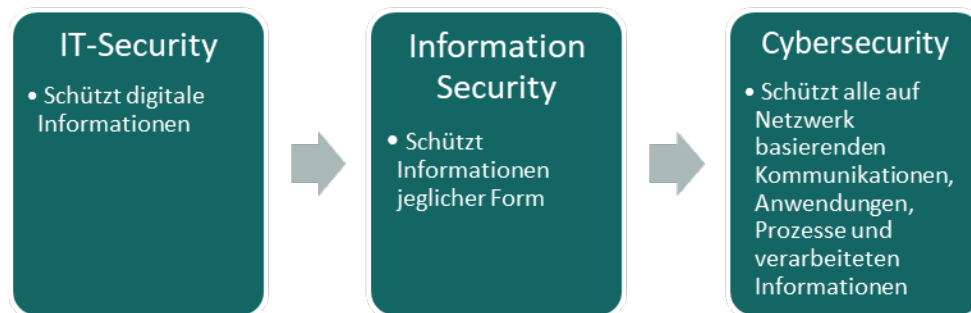 IT-Security
• Schützt digitale
Informationen
Information
Security
• Schützt
Informationen
jeglicher Form
Cybersecurity
• Schützt alle auf
Netzwerk
basierenden
Kommunikationen,
Anwendungen,
Prozesse und
verarbeiteten
Informationen